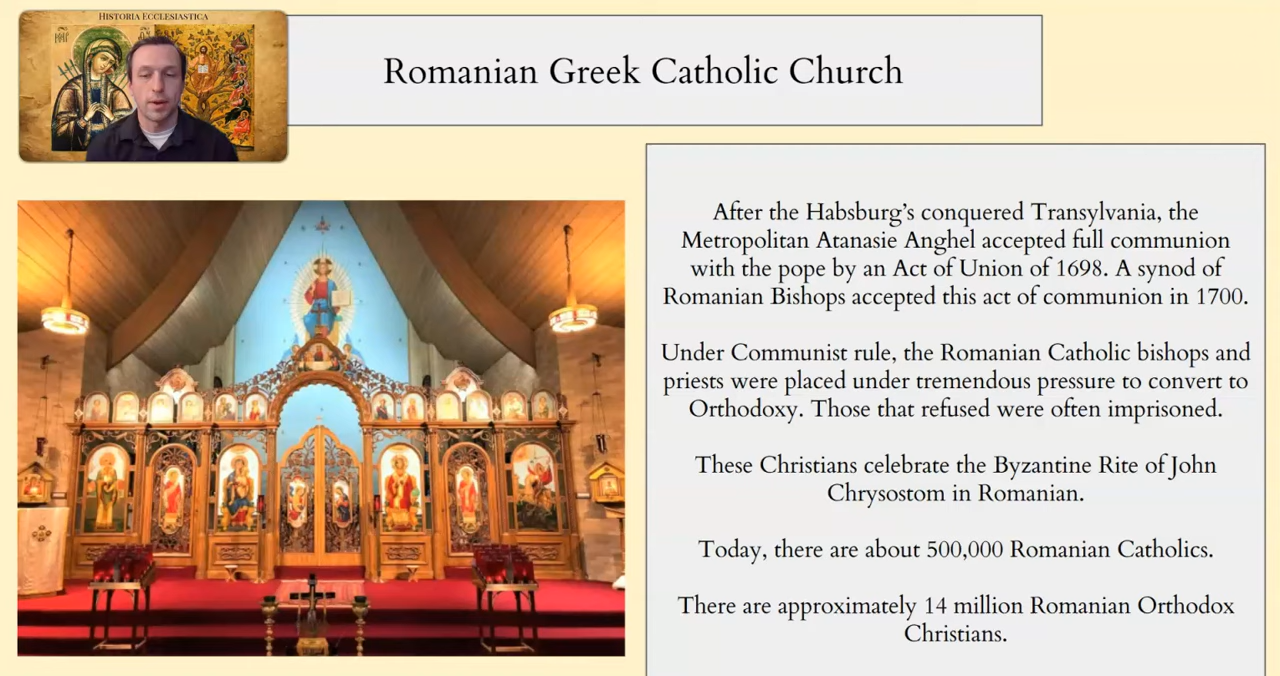 HISTORIA ECCLESIASTICA
Romanian Greek Catholic Church
After the Habsburg's conquered Transylvania, the
Metropolitan Atanasie Anghel accepted full communion
with the pope by an Act of Union of 1698. A synod of
Romanian Bishops accepted this act of communion in 1700.
Under Communist rule, the Romanian Catholic bishops and
priests were placed under tremendous pressure to convert to
Orthodoxy. Those that refused were often imprisoned.
These Christians celebrate the Byzantine Rite of John
Chrysostom in Romanian.
Today, there are about 500,000 Romanian Catholics.
There are approximately 14 million Romanian Orthodox
Christians.